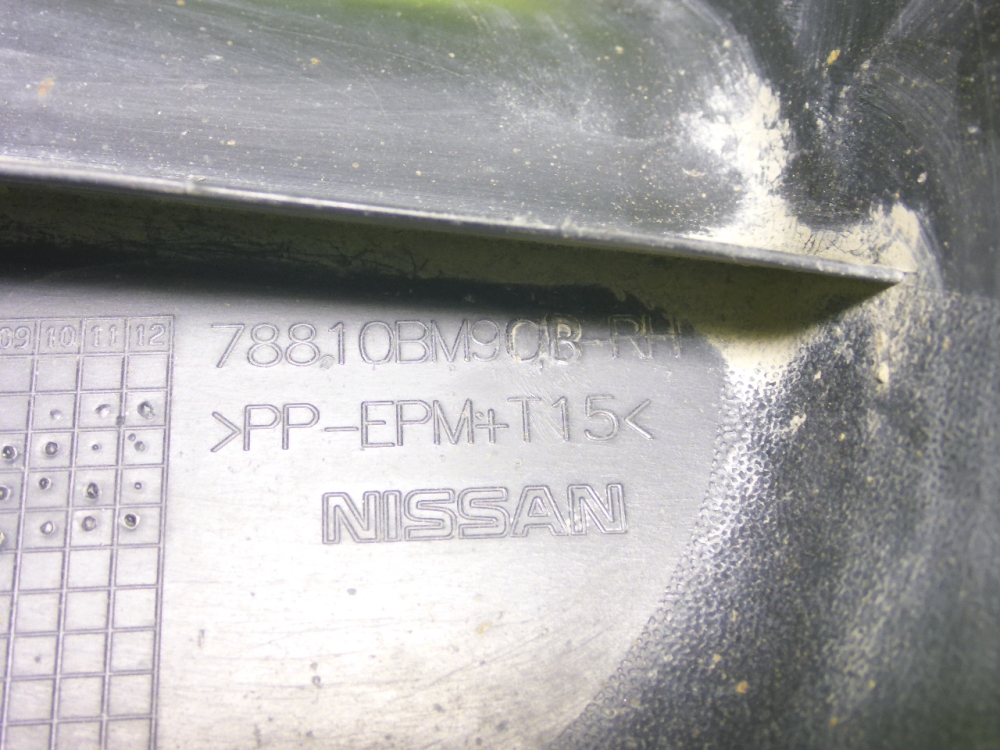 09 10 11 12
78810BM90B-RH
>PP-EPM+T15<
NISSAN